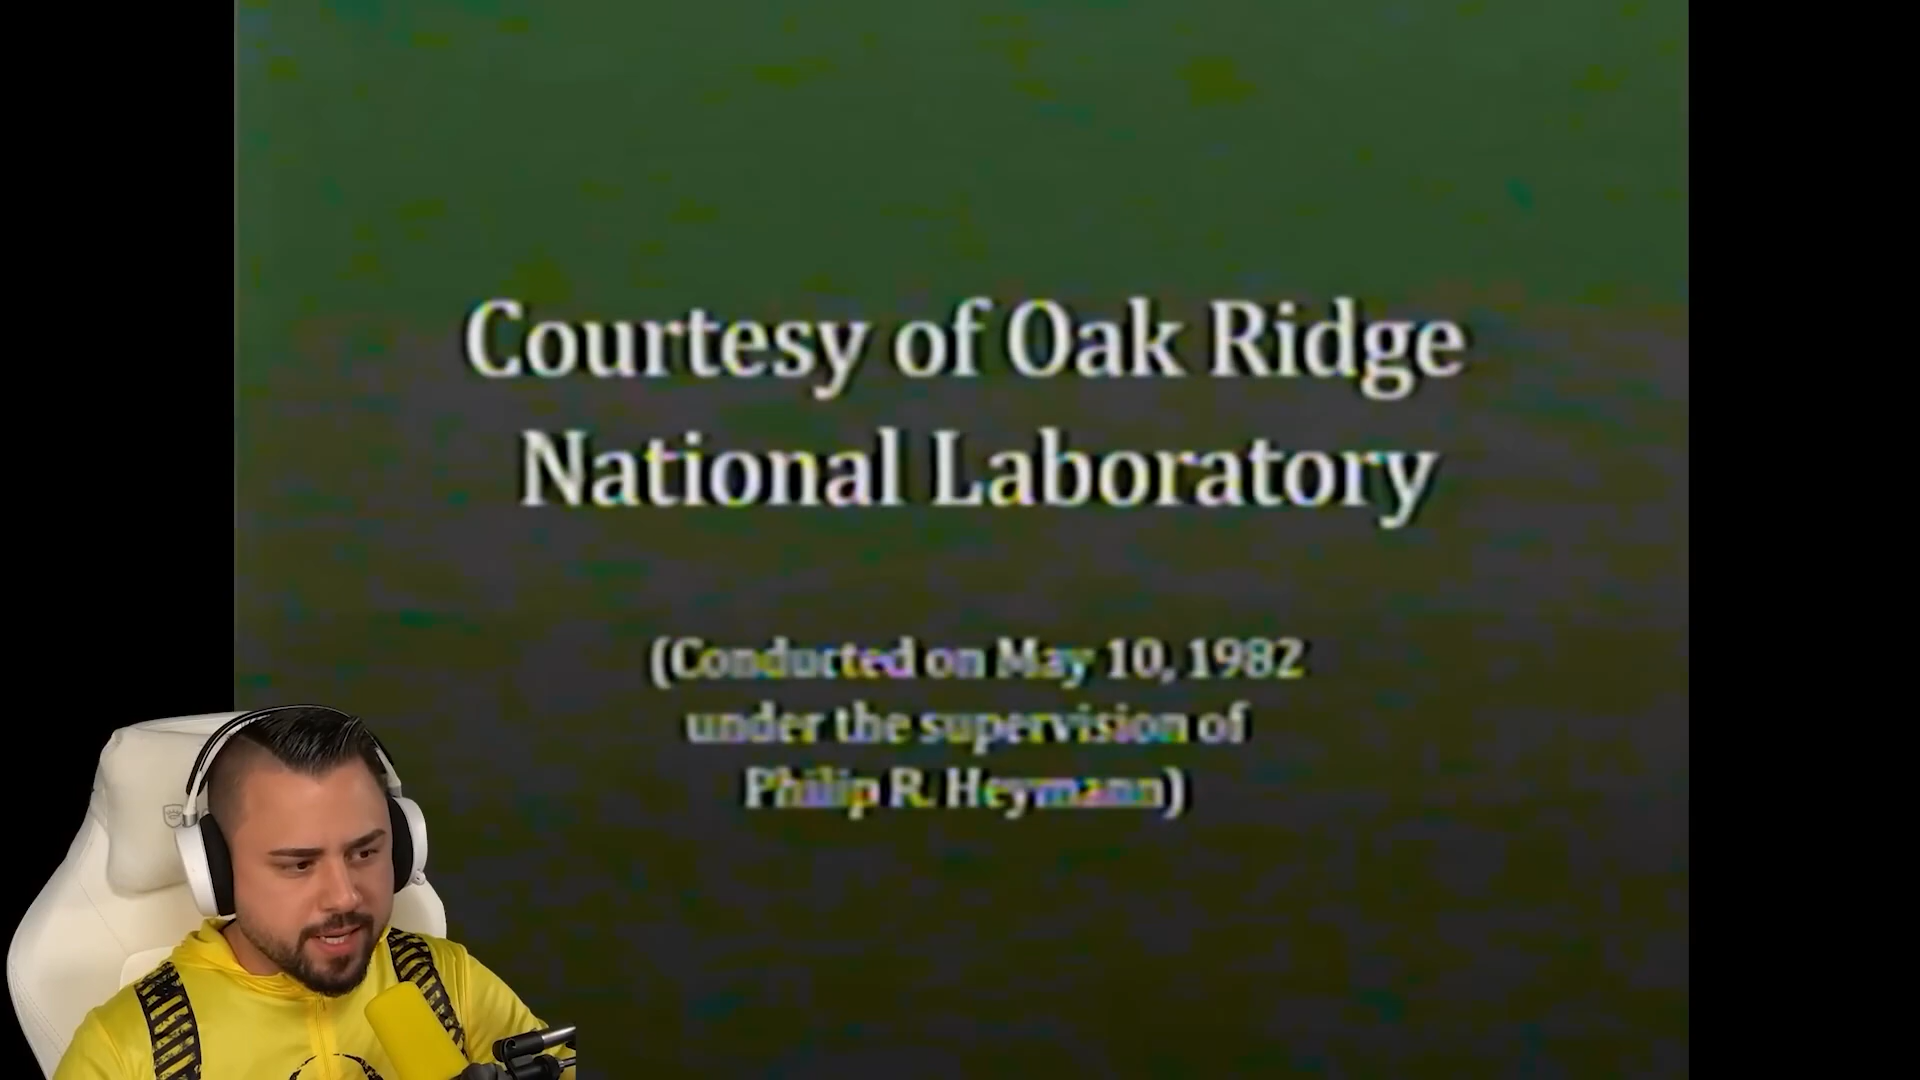 Courtesy of Oak Ridge
National Laboratory
(Conducted on May 10, 1982
under the supervision of
Philip R. Heymann)